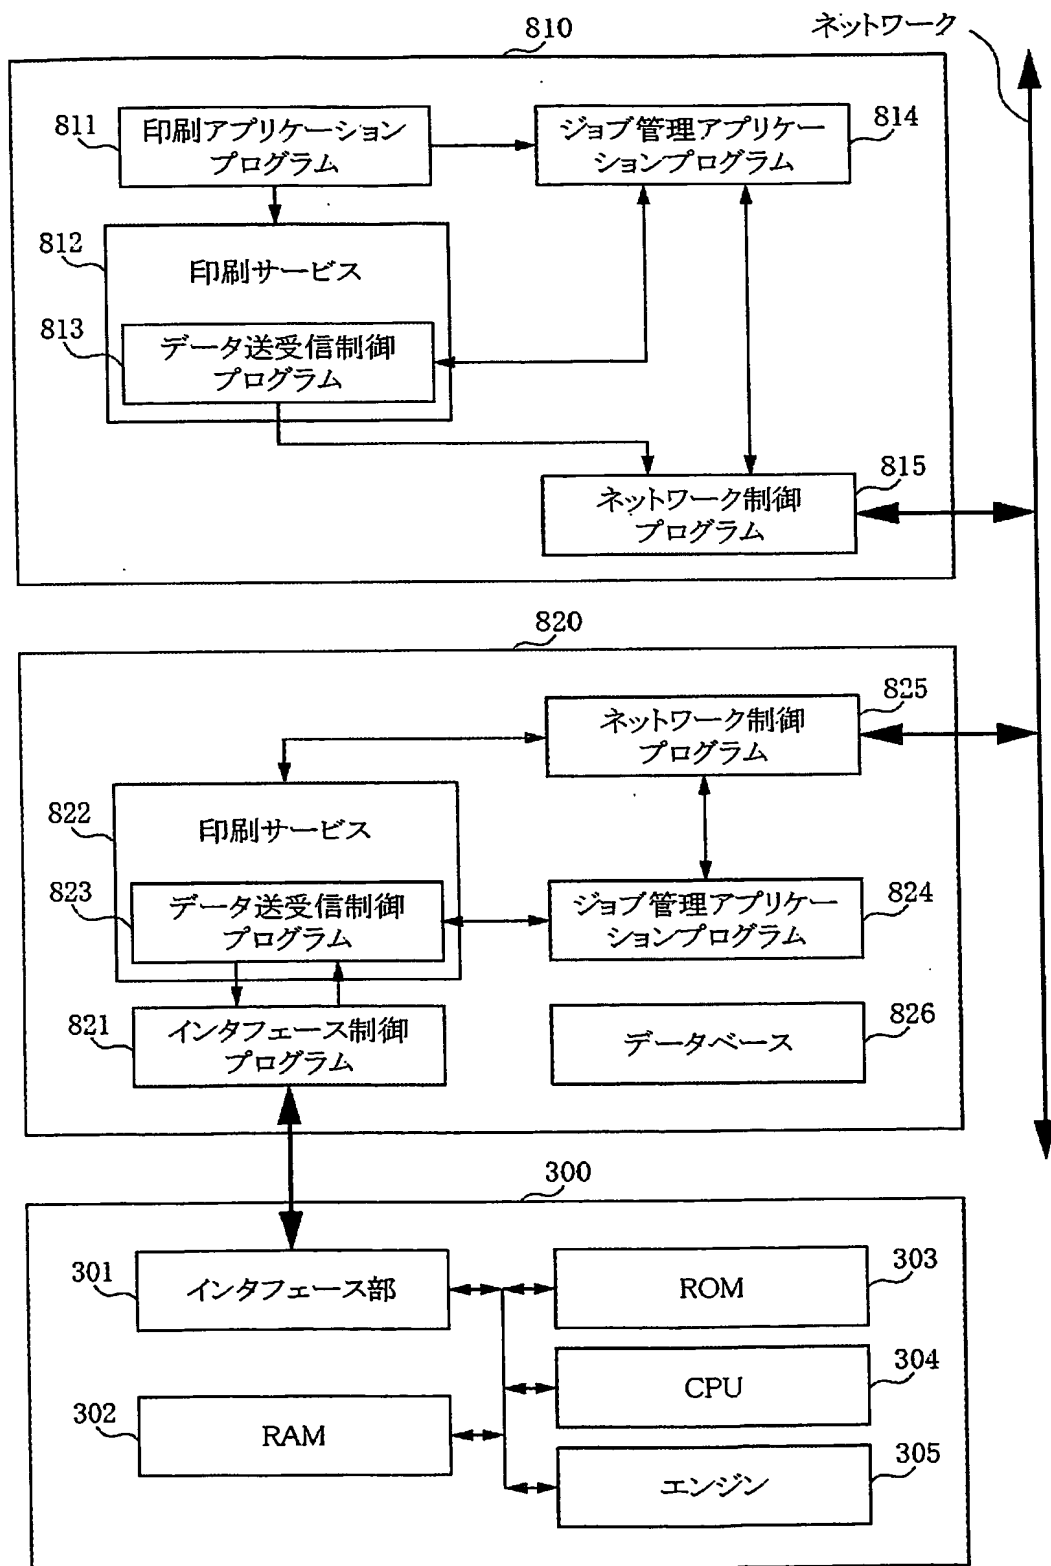 810
ネットワーク
811
印刷アプリケーション
プログラム
ジョブ管理アプリケー
ションプログラム
814
812
印刷サービス
813
データ送受信制御
プログラム
815
ネットワーク制御
プログラム
820
825
ネットワーク制御
プログラム
822
印刷サービス
823
データ送受信制御
プログラム
ジョブ管理アプリケー
ションプログラム
824
821
インタフェース制御
プログラム
データベース
826
300
301
インタフェース部
ROM
303
CPU
304
302
RAM
エンジン
305